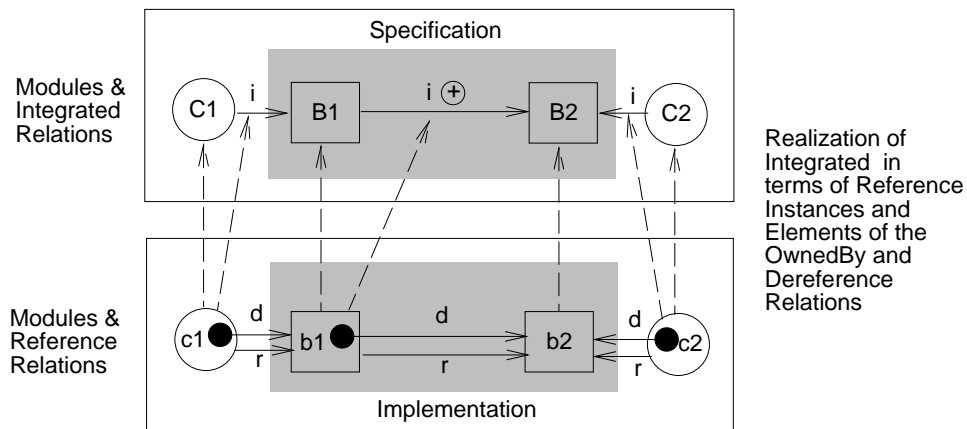 Specification
Modules &
Integrated
Relations
C1
i
B1
i +
B2
i
C2
Realization of
Integrated in
terms of Reference
Instances and
Elements of the
OwnedBy and
Dereference
Relations
Modules &
Reference
Relations
c1
d
r
b1
d
r
b2
d
r
c2
Implementation